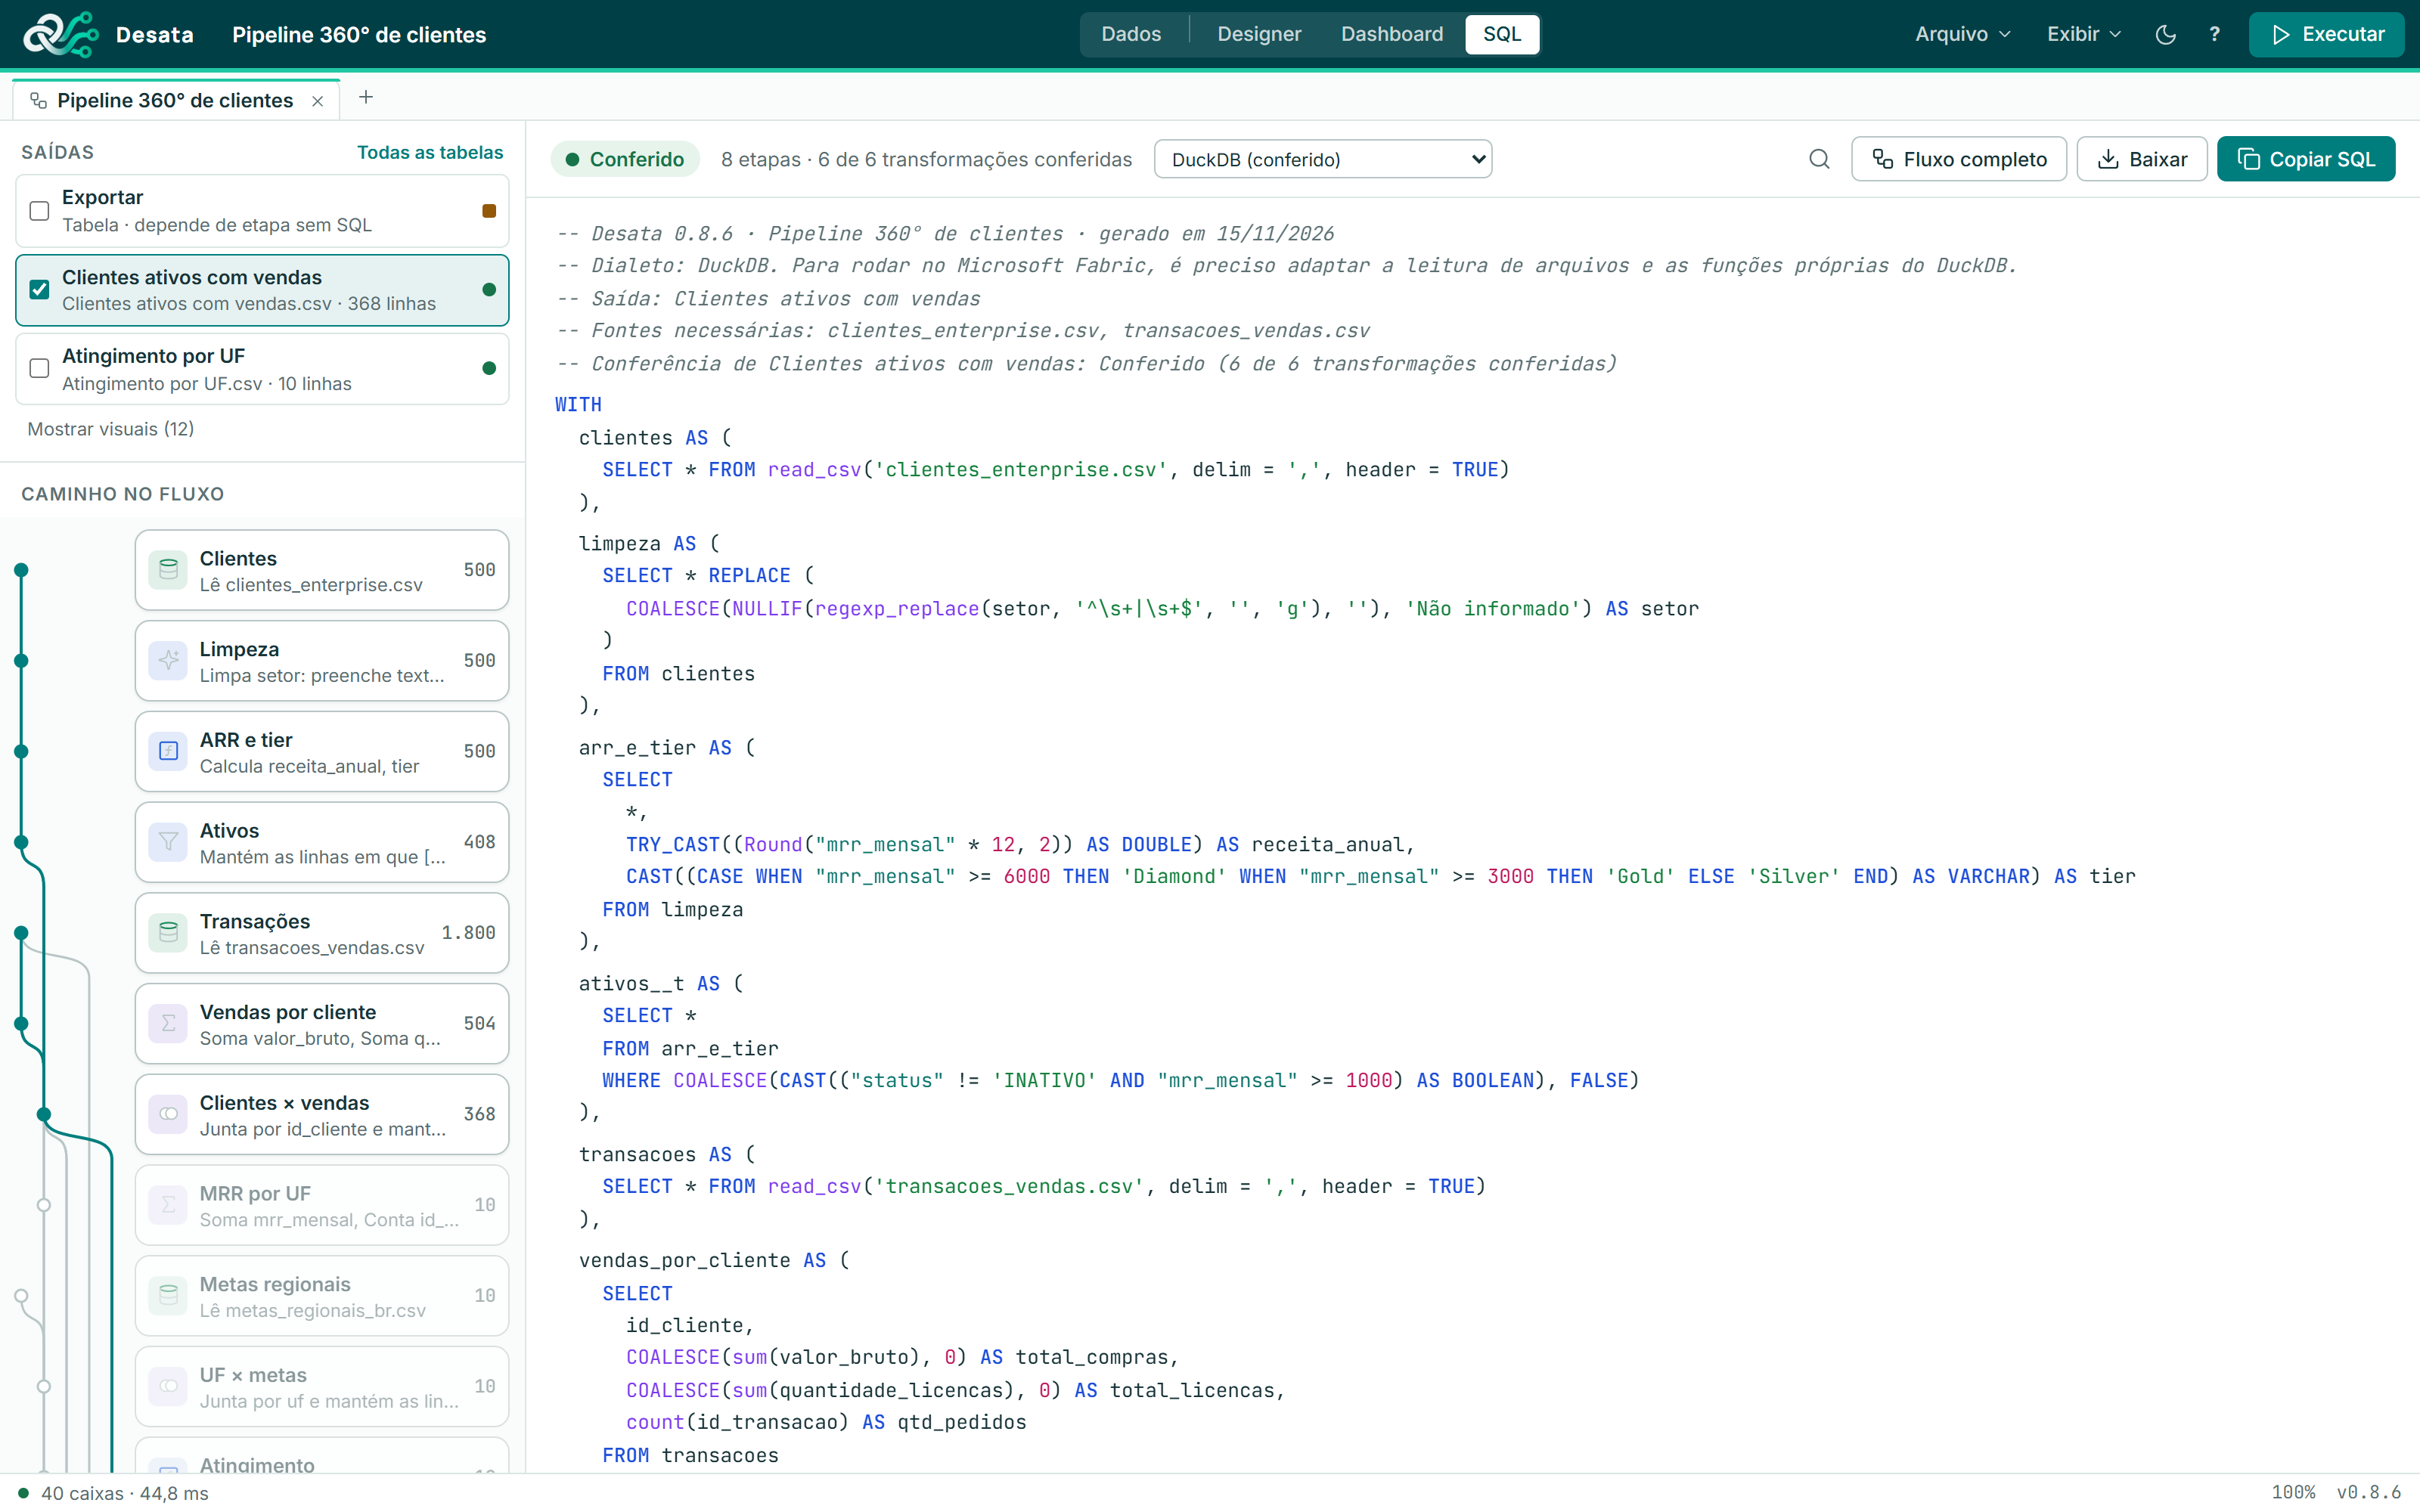 Desata
Pipeline 360° de clientes
Dados
Designer
Dashboard
SQL
Arquivo
Exibir
?
Executar
Pipeline 360° de clientes
SAÍDAS
Todas as tabelas
Exportar
Tabela · depende de etapa sem SQL
Clientes ativos com vendas
Clientes ativos com vendas.csv · 368 linhas
Atingimento por UF
Atingimento por UF.csv · 10 linhas
Mostrar visuais (12)
CAMINHO NO FLUXO
Clientes
Lê clientes_enterprise.csv
500
Limpeza
Limpa setor: preenche text...
500
ARR e tier
Calcula receita_anual, tier
500
Ativos
Mantém as linhas em que [...
408
Transações
Lê transacoes_vendas.csv
1.800
Vendas por cliente
Soma valor_bruto, Soma q...
504
Clientes × vendas
Junta por id_cliente e mant...
368
MRR por UF
Soma mrr_mensal, Conta id_...
10
Metas regionais
Lê metas_regionais_br.csv
10
UF × metas
Junta por uf e mantém as lin...
10
Atingimento
Conferido
8 etapas · 6 de 6 transformações conferidas
DuckDB (conferido)
Fluxo completo
Baixar
Copiar SQL
-- Desata 0.8.6 · Pipeline 360° de clientes · gerado em 15/11/2026
-- Dialeto: DuckDB. Para rodar no Microsoft Fabric, é preciso adaptar a leitura de arquivos e as funções próprias do DuckDB.
-- Saída: Clientes ativos com vendas
-- Fontes necessárias: clientes_enterprise.csv, transacoes_vendas.csv
-- Conferência de Clientes ativos com vendas: Conferido (6 de 6 transformações conferidas)
WITH
clientes AS (
SELECT * FROM read_csv('clientes_enterprise.csv', delim = ',', header = TRUE)
),
limpeza AS (
SELECT * REPLACE (
COALESCE(NULLIF(regexp_replace(setor, '^\s+|\s+$', '', 'g'), ''), 'Não informado') AS setor
)
FROM clientes
),
arr_e_tier AS (
SELECT
*,
TRY_CAST((Round("mrr_mensal" * 12, 2)) AS DOUBLE) AS receita_anual,
CAST((CASE WHEN "mrr_mensal" >= 6000 THEN 'Diamond' WHEN "mrr_mensal" >= 3000 THEN 'Gold' ELSE 'Silver' END) AS VARCHAR) AS tier
FROM limpeza
),
ativos__t AS (
SELECT *
FROM arr_e_tier
WHERE COALESCE(CAST(("status" != 'INATIVO' AND "mrr_mensal" >= 1000) AS BOOLEAN), FALSE)
),
transacoes AS (
SELECT * FROM read_csv('transacoes_vendas.csv', delim = ',', header = TRUE)
),
vendas_por_cliente AS (
SELECT
id_cliente,
COALESCE(sum(valor_bruto), 0) AS total_compras,
COALESCE(sum(quantidade_licencas), 0) AS total_licencas,
count(id_transacao) AS qtd_pedidos
FROM transacoes
40 caixas · 44,8 ms
100%
v0.8.6